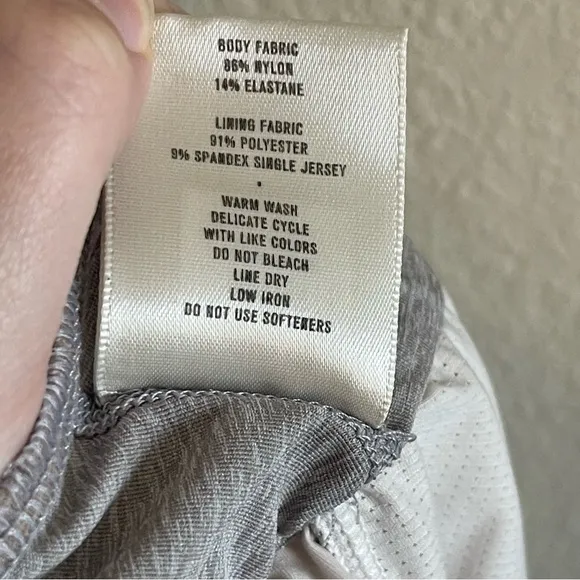 BODY FABRIC
86% NYLON
14% ELASTANE
LINING FABRIC
91% POLYESTER
9% SPANDEX SINGLE JERSEY
•
WARM WASH
DELICATE CYCLE
WITH LIKE COLORS
DO NOT BLEACH
LINE DRY
LOW IRON
DO NOT USE SOFTENERS